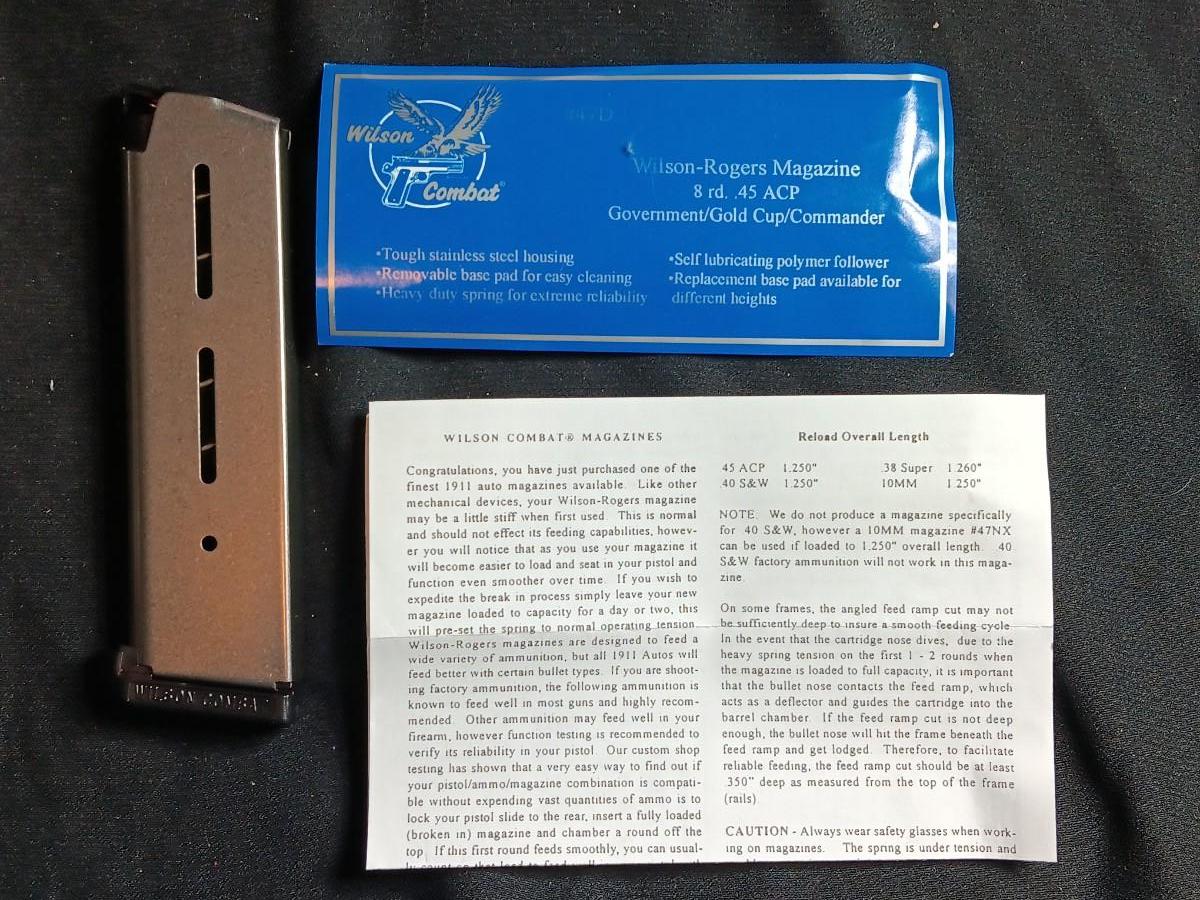 Wilson
Combat®
47D
Wilson-Rogers Magazine
8 rd. .45 ACP
Government/Gold Cup/Commander
•Tough stainless steel housing
•Removable base pad for easy cleaning
•Heavy duty spring for extreme reliability
•Self lubricating polymer follower
•Replacement base pad available for
different heights
WILSON COMBAT
WILSON COMBAT® MAGAZINES
Congratulations, you have just purchased one of the
finest 1911 auto magazines available. Like other
mechanical devices, your Wilson-Rogers magazine
may be a little stiff when first used. This is normal
and should not effect its feeding capabilities, howev-
er you will notice that as you use your magazine it
will become easier to load and seat in your pistol and
function even smoother over time. If you wish to
expedite the break in process simply leave your new
magazine loaded to capacity for a day or two, this
will pre-set the spring to normal operating tension.
Wilson-Rogers magazines are designed to feed a
wide variety of ammunition, but all 1911 Autos will
feed better with certain bullet types. If you are shoot-
ing factory ammunition, the following ammunition is
known to feed well in most guns and highly recom-
mended. Other ammunition may feed well in your
firearm, however function testing is recommended to
verify its reliability in your pistol. Our custom shop
testing has shown that a very easy way to find out if
your pistol/ammo/magazine combination is compati-
ble without expending vast quantities of ammo is to
lock your pistol slide to the rear, insert a fully loaded
(broken in) magazine and chamber a round off the
top. If this first round feeds smoothly, you can usual-
Reload Overall Length
.45 ACP 1.250" .38 Super 1.260"
.40 S&W 1.250" 10MM 1.250"
NOTE. We do not produce a magazine specifically
for .40 S&W, however a 10MM magazine #47NX
can be used if loaded to 1.250" overall length. .40
S&W factory ammunition will not work in this maga-
zine.
On some frames, the angled feed ramp cut may not
be sufficiently deep to insure a smooth feeding cycle.
In the event that the cartridge nose dives, due to the
heavy spring tension on the first 1 - 2 rounds when
the magazine is loaded to full capacity, it is important
that the bullet nose contacts the feed ramp, which
acts as a deflector and guides the cartridge into the
barrel chamber. If the feed ramp cut is not deep
enough, the bullet nose will hit the frame beneath the
feed ramp and get lodged. Therefore, to facilitate
reliable feeding, the feed ramp cut should be at least
.350" deep as measured from the top of the frame
(rails).
CAUTION - Always wear safety glasses when work-
ing on magazines. The spring is under tension and